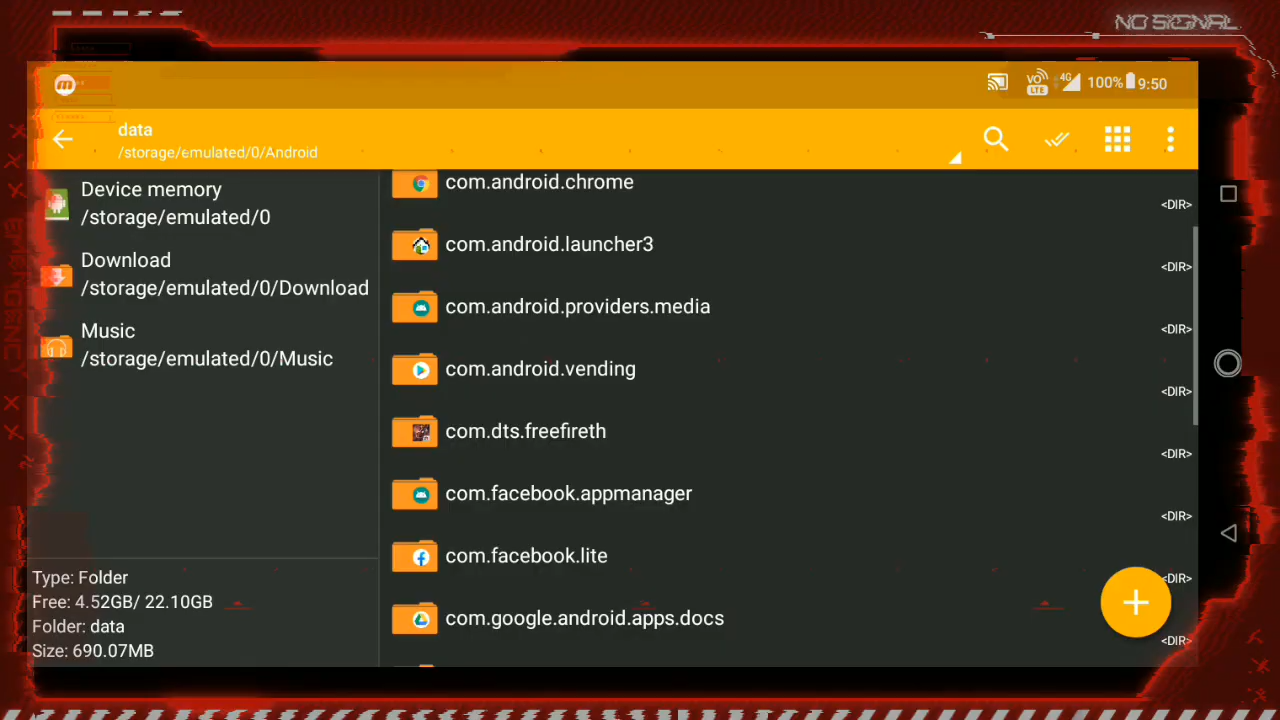 NO SIGNAL
VO
LTE
4G
100%
9:50
data
/storage/emulated/0/Android
Device memory
/storage/emulated/0
Download
/storage/emulated/0/Download
Music
/storage/emulated/0/Music
com.android.chrome
<DIR>
com.android.launcher3
<DIR>
com.android.providers.media
<DIR>
com.android.vending
<DIR>
com.dts.freefireth
<DIR>
com.facebook.appmanager
<DIR>
com.facebook.lite
<DIR>
com.google.android.apps.docs
<DIR>
Type: Folder
Free: 4.52GB/ 22.10GB
Folder: data
Size: 690.07MB